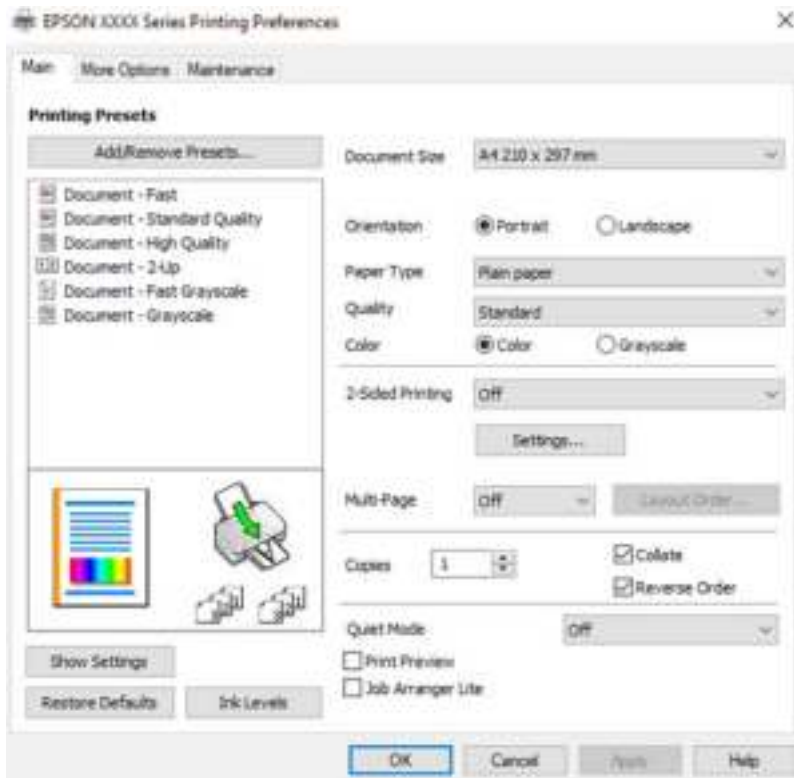 EPSON XXXX Series Printing Preferences
Main More Options Maintenance
Printing Presets
Add/Remove Presets...
Document - Fast
Document - Standard Quality
Document - High Quality
Document - 2-Up
Document - Fast Grayscale
Document - Grayscale
Show Settings
Restore Defaults Ink Levels
Document Size A4 210 x 297 mm
Orientation Portrait Landscape
Paper Type Plain paper
Quality Standard
Color Color Grayscale
2-Sided Printing Off
Settings...
Multi-Page Off Layout Order...
Copies 1 Collate
Reverse Order
Quiet Mode Off
Print Preview
Job Arranger Lite
OK Cancel Apply Help